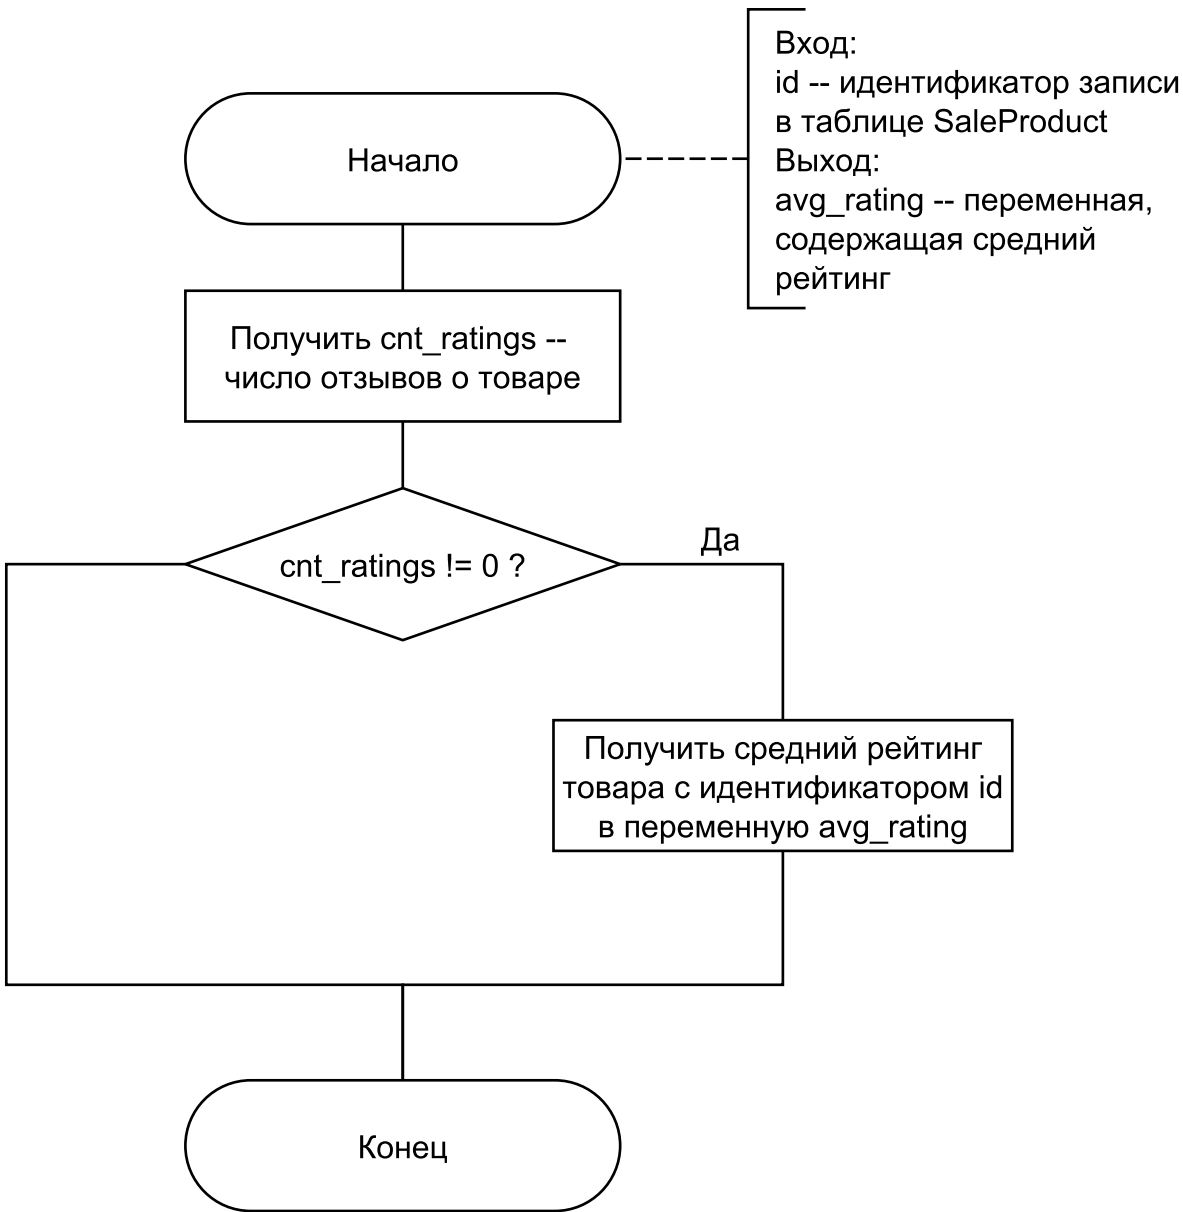 Вход:
id -- идентификатор записи
в таблице SaleProduct
Выход:
avg_rating -- переменная,
содержащая средний
рейтинг
Начало
Получить cnt_ratings --
число отзывов о товаре
cnt_ratings != 0 ?
Да
Получить средний рейтинг
товара с идентификатором id
в переменную avg_rating
Конец